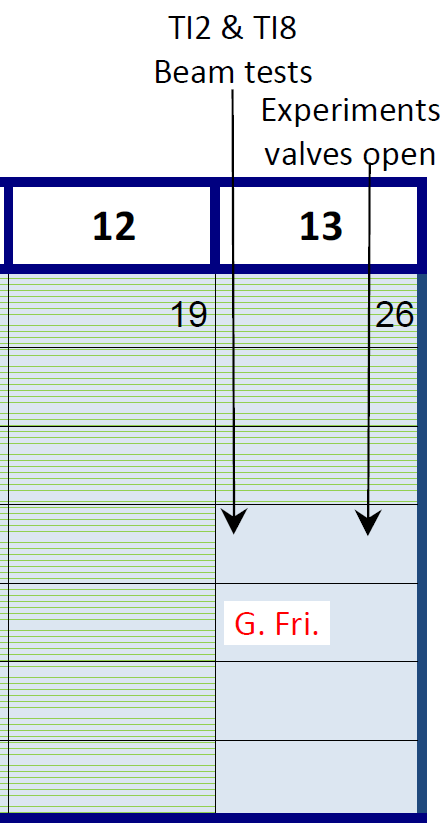 TI2 & TI8
Beam tests
Experiments
valves open
12
13
19
26
G. Fri.